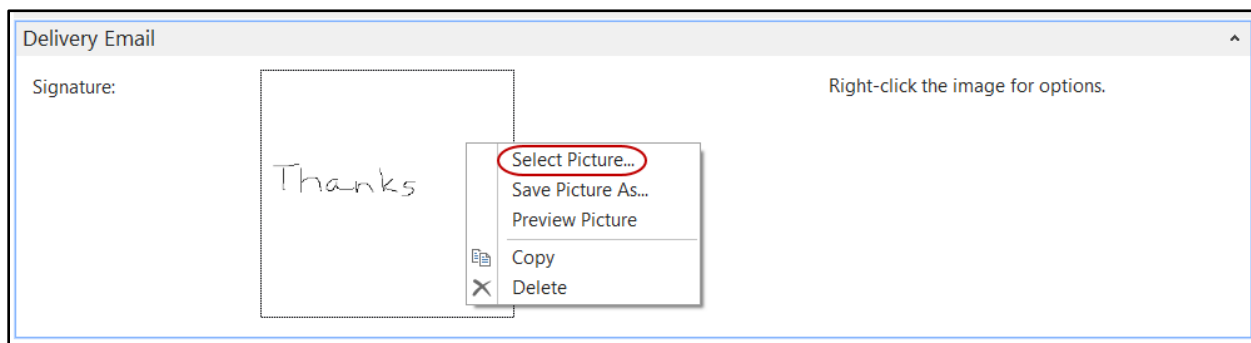 Delivery Email
Signature:
Right-click the image for options.
Thanks
Select Picture...
Save Picture As...
Preview Picture
Copy
Delete